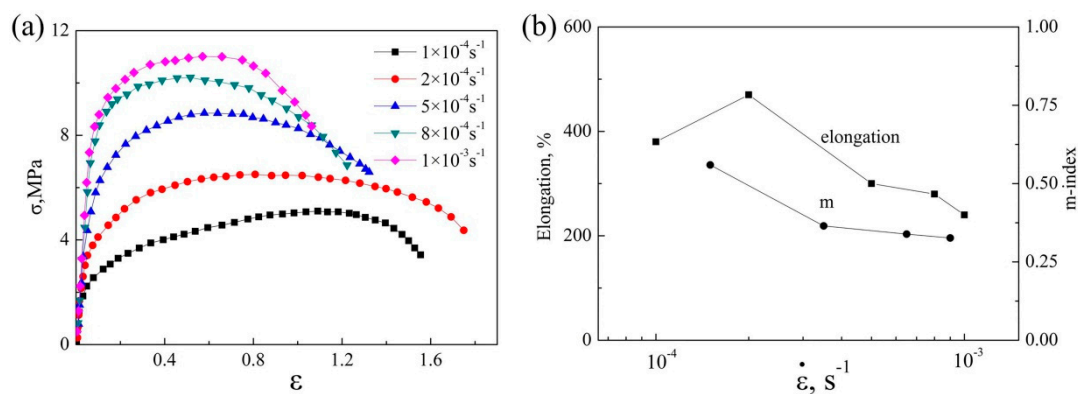 (a)
12
8
4
0
σ,MPa
0.4 0.8 1.2 1.6
ε
1×10⁻⁴s⁻¹
2×10⁻⁴s⁻¹
5×10⁻⁴s⁻¹
8×10⁻⁴s⁻¹
1×10⁻³s⁻¹
(b)
600
400
200
0
Elongation, %
elongation
m
10⁻⁴ 10⁻³
ε̇, s⁻¹
1.00
0.75
0.50
0.25
0.00
m-index